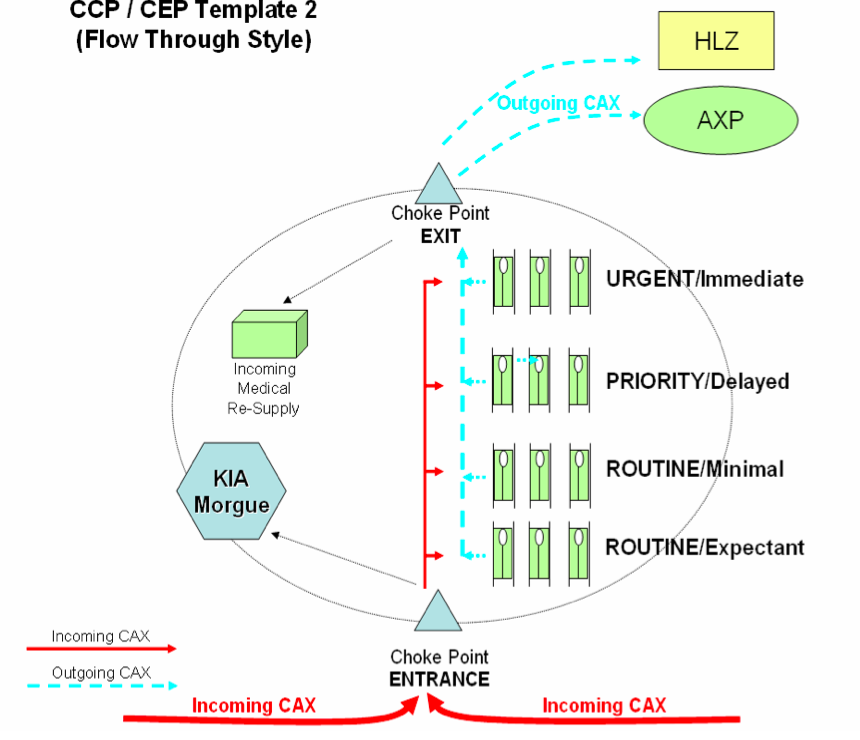 CCP / CEP Template 2
(Flow Through Style)
HLZ
Outgoing CAX
AXP
Choke Point
EXIT
URGENT/Immediate
Incoming
Medical
Re-Supply
PRIORITY/Delayed
KIA
Morgue
ROUTINE/Minimal
ROUTINE/Expectant
Incoming CAX
Outgoing CAX
Choke Point
ENTRANCE
Incoming CAX
Incoming CAX